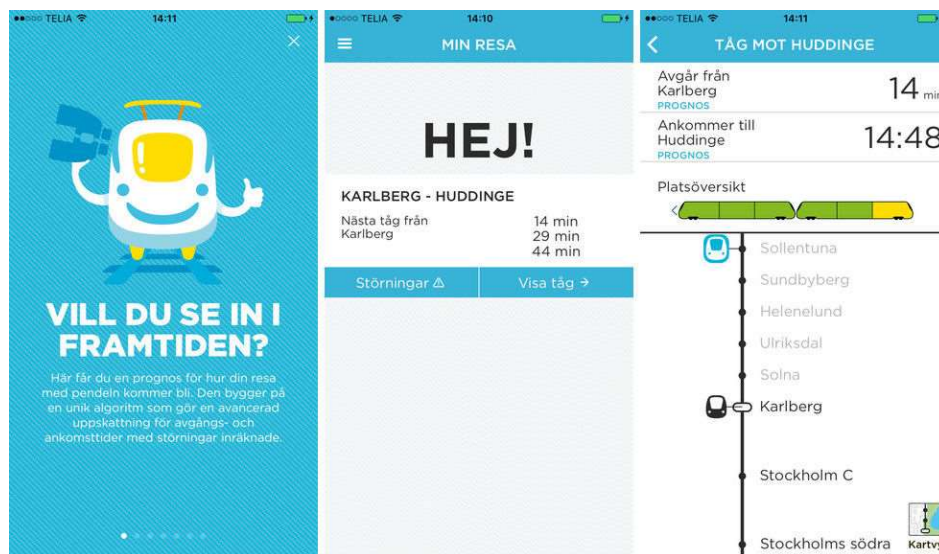 TELIA 14:11
VILL DU SE IN I
FRAMTIDEN?
Här får du en prognos för hur din resa
med pendeln kommer bli. Den bygger på
en unik algoritm som gör en avancerad
uppskattning för avgångs- och
ankomsttider med störningar inräknade.
TELIA 14:10
MIN RESA
HEJ!
KARLBERG - HUDDINGE
Nästa tåg från
Karlberg
14 min
29 min
44 min
Störningar
Visa tåg
TELIA 14:11
TÅG MOT HUDDINGE
Avgår från
Karlberg
PROGNOS
14 min
Ankommer till
Huddinge
PROGNOS
14:48
Platsöversikt
Sollentuna
Sundbyberg
Helenelund
Ulriksdal
Solna
Karlberg
Stockholm C
Stockholms södra
Kartvy